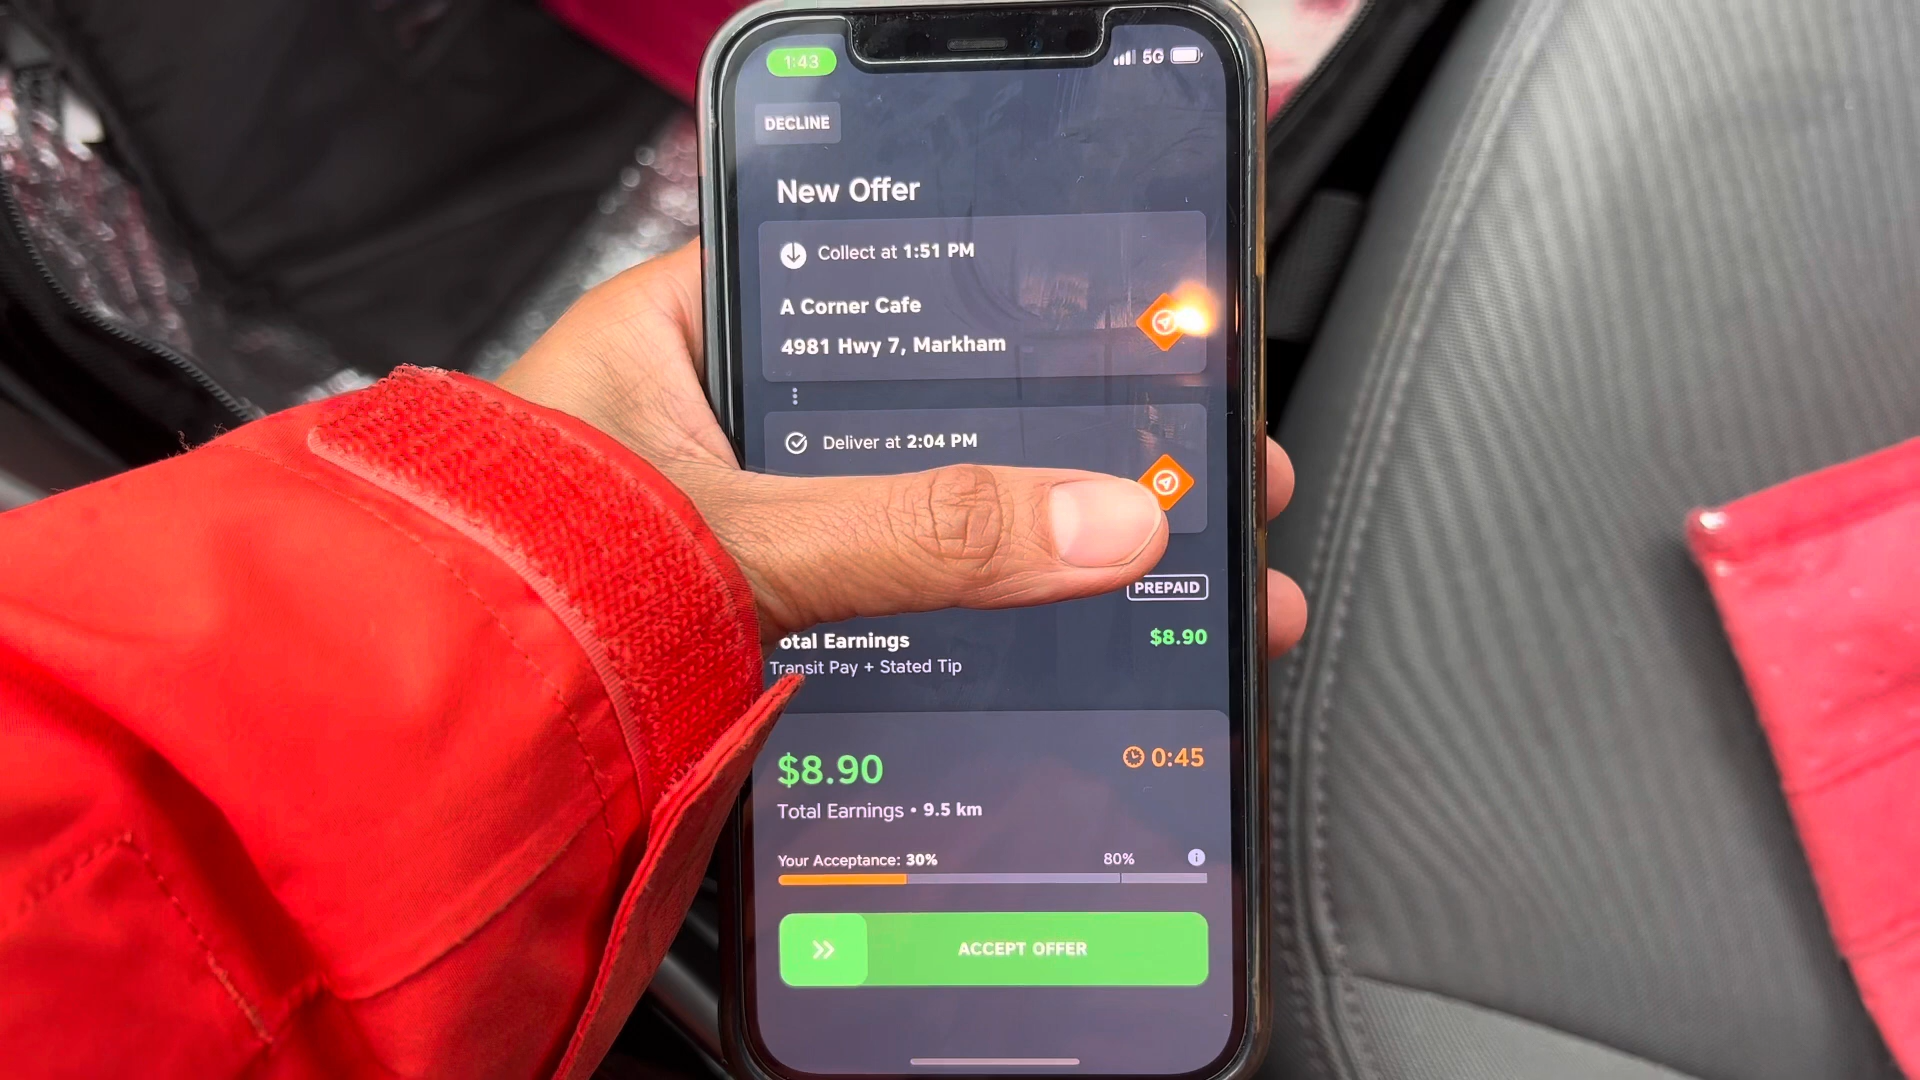 1:43
5G
DECLINE
New Offer
Collect at 1:51 PM
A Corner Cafe
4981 Hwy 7, Markham
Deliver at 2:04 PM
PREPAID
otal Earnings
$8.90
Transit Pay + Stated Tip
$8.90
0:45
Total Earnings • 9.5 km
Your Acceptance: 30%
80%
ACCEPT OFFER